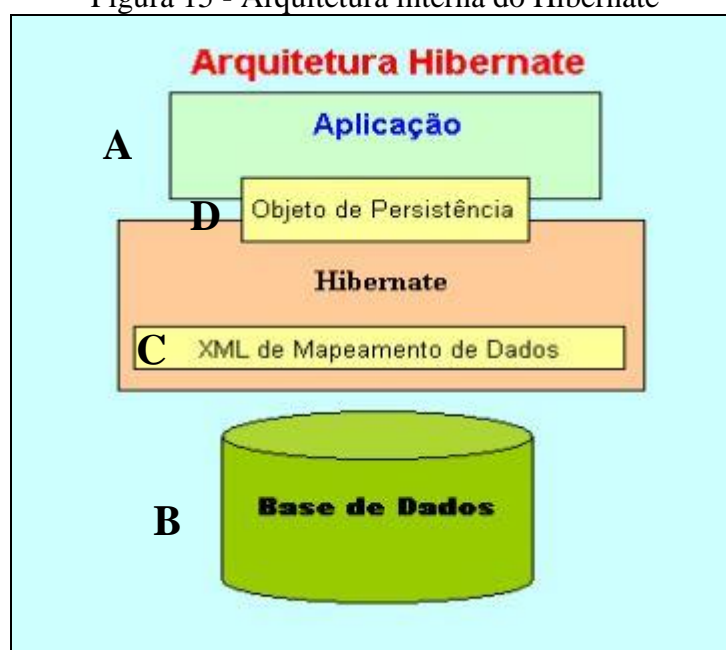 Figura 15 - Arquitetura interna do Hibernate
Arquitetura Hibernate
Aplicação
A
D
Objeto de Persistência
Hibernate
C
XML de Mapeamento de Dados
Base de Dados
B